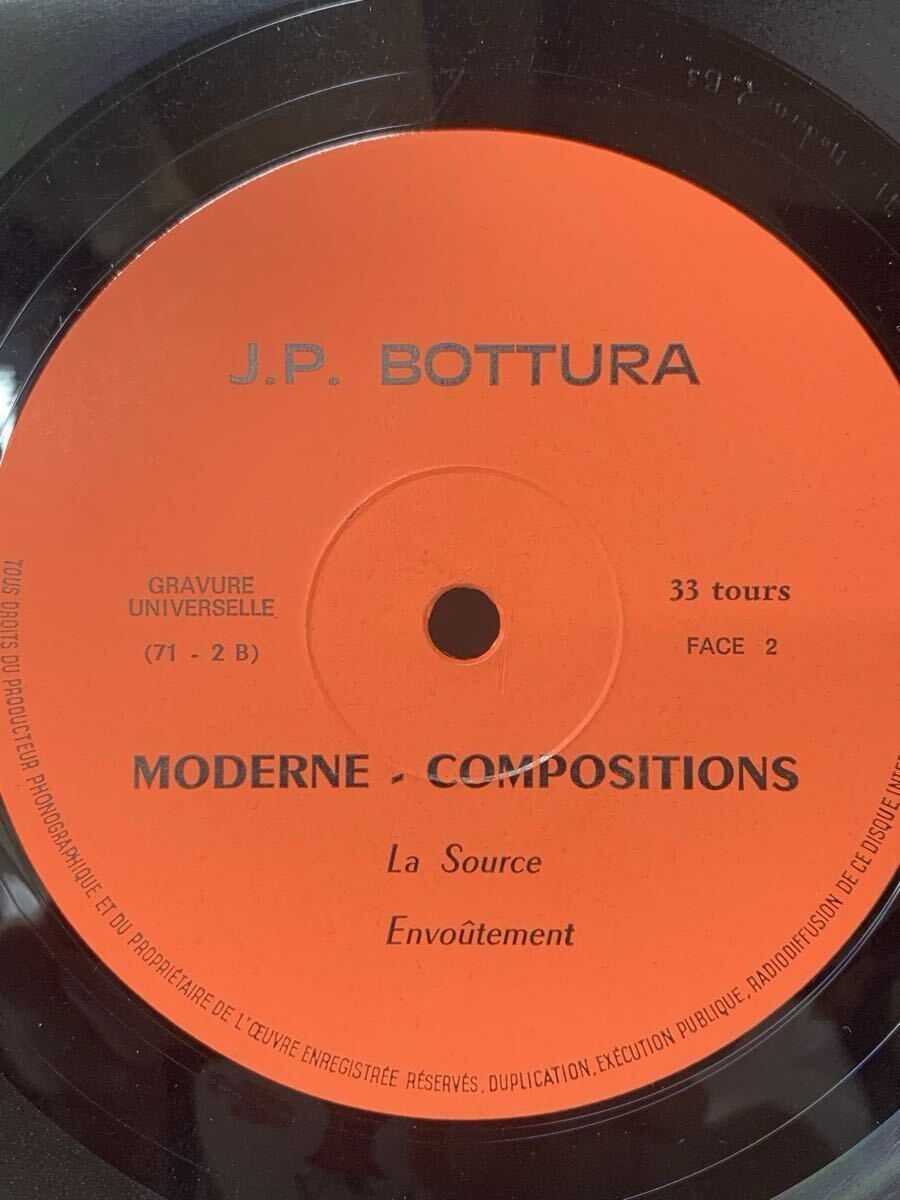 J.P. BOTTURA
GRAVURE
UNIVERSELLE
(71 - 2 B)
33 tours
FACE 2
MODERNE - COMPOSITIONS
La Source
Envoûtement
TOUS DROITS DU PRODUCTEUR PHONOGRAPHIQUE ET DU PROPRIÉTAIRE DE L'ŒUVRE ENREGISTRÉE RÉSERVÉS. DUPLICATION, EXÉCUTION PUBLIQUE, RADIODIFFUSION DE CE DISQUE